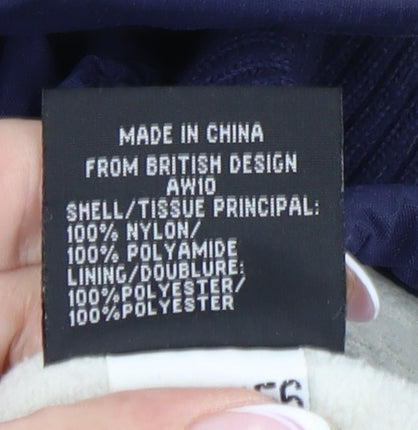 MADE IN CHINA
FROM BRITISH DESIGN
AW10
SHELL/TISSUE PRINCIPAL:
100% NYLON/
100% POLYAMIDE
LINING/DOUBLURE:
100%POLYESTER/
100%POLYESTER